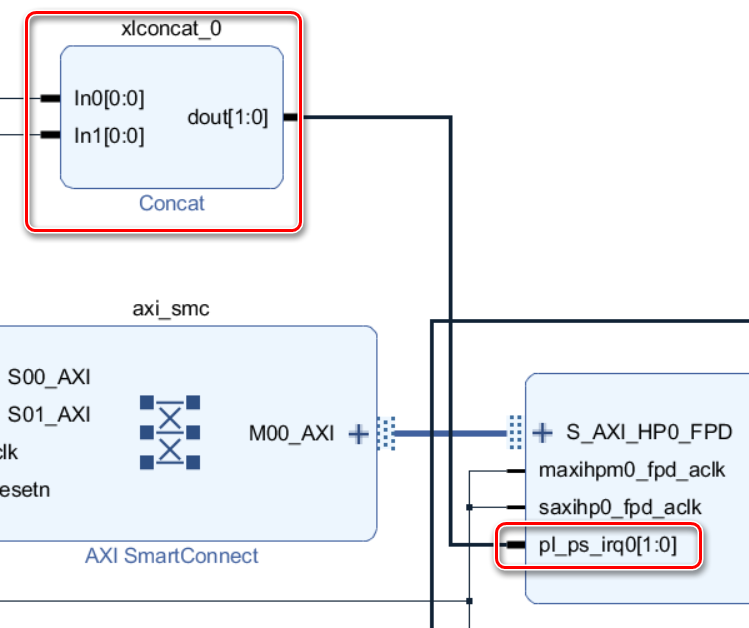 xlconcat_0
In0[0:0]
dout[1:0]
In1[0:0]
Concat
axi_smc
S00_AXI
S01_AXI
M00_AXI
lk
esetn
AXI SmartConnect
S_AXI_HP0_FPD
maxihpm0_fpd_aclk
saxihp0_fpd_aclk
pl_ps_irq0[1:0]